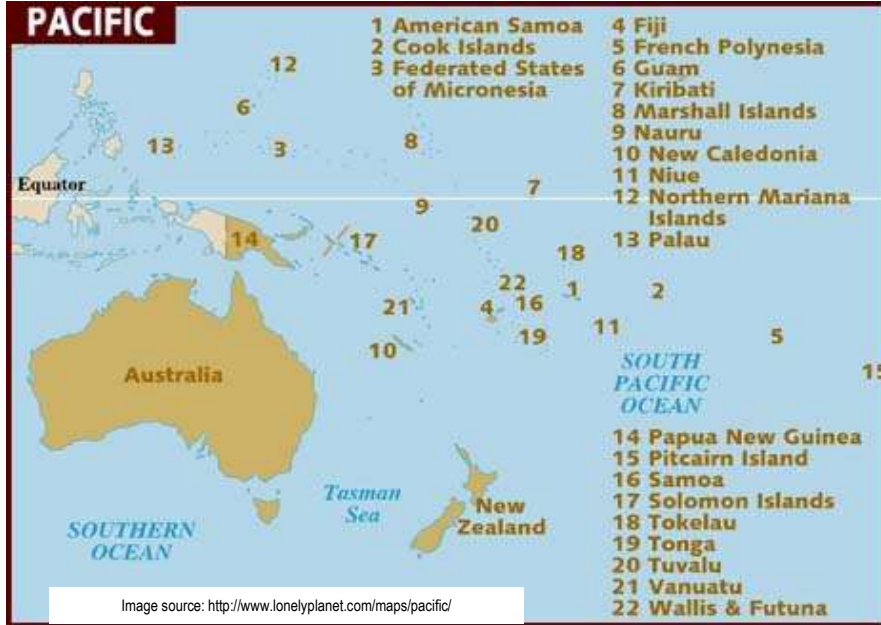 PACIFIC
1 American Samoa
2 Cook Islands
3 Federated States
of Micronesia
4 Fiji
5 French Polynesia
6 Guam
7 Kiribati
8 Marshall Islands
9 Nauru
10 New Caledonia
11 Niue
12 Northern Mariana
Islands
13 Palau
12
6
13
3
8
Equator
7
9
20
14
17
18
22
1
2
21
4
16
19
11
5
10
15
Australia
SOUTH
PACIFIC
OCEAN
14 Papua New Guinea
15 Pitcairn Island
16 Samoa
17 Solomon Islands
18 Tokelau
19 Tonga
20 Tuvalu
21 Vanuatu
22 Wallis & Futuna
Tasman
Sea
New
Zealand
SOUTHERN
OCEAN
Image source: http://www.lonelyplanet.com/maps/pacific/